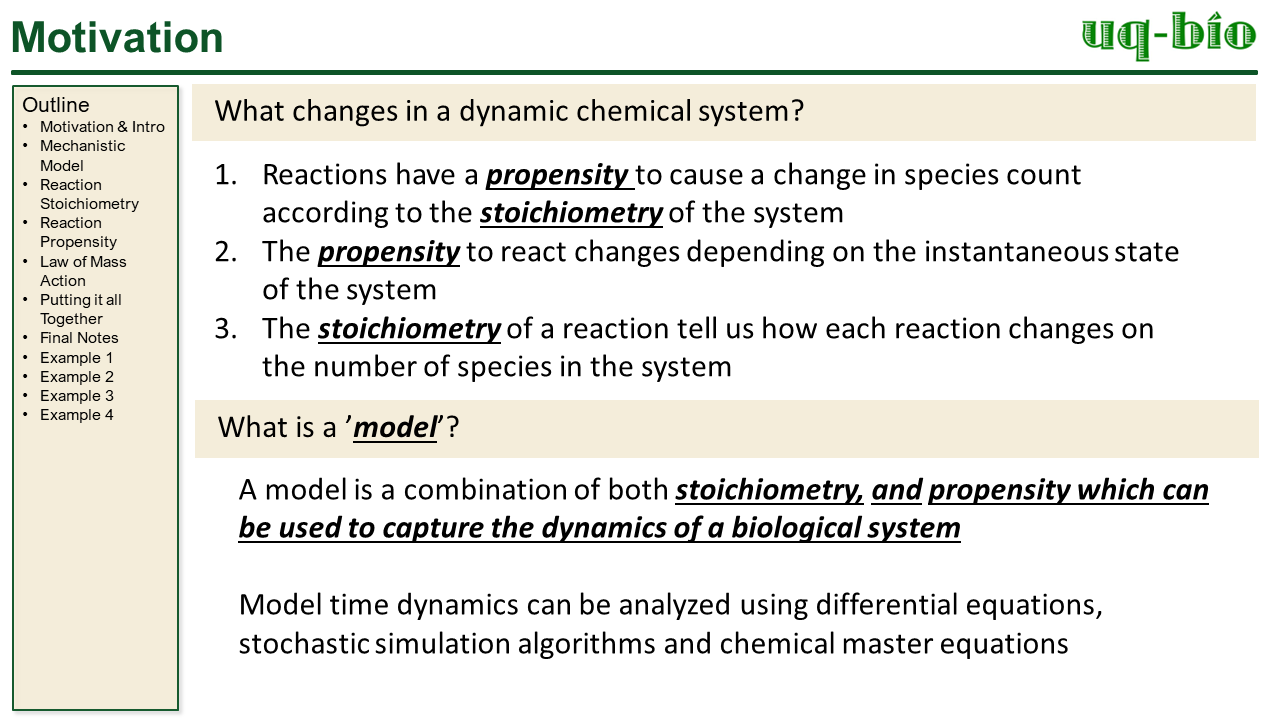 Motivation
uq-bio
Outline
• Motivation & Intro
• Mechanistic
Model
• Reaction
Stoichiometry
• Reaction
Propensity
• Law of Mass
Action
• Putting it all
Together
• Final Notes
• Example 1
• Example 2
• Example 3
• Example 4
What changes in a dynamic chemical system?
1. Reactions have a propensity to cause a change in species count
according to the stoichiometry of the system
2. The propensity to react changes depending on the instantaneous state
of the system
3. The stoichiometry of a reaction tell us how each reaction changes on
the number of species in the system
What is a ’model’?
A model is a combination of both stoichiometry, and propensity which can
be used to capture the dynamics of a biological system
Model time dynamics can be analyzed using differential equations,
stochastic simulation algorithms and chemical master equations